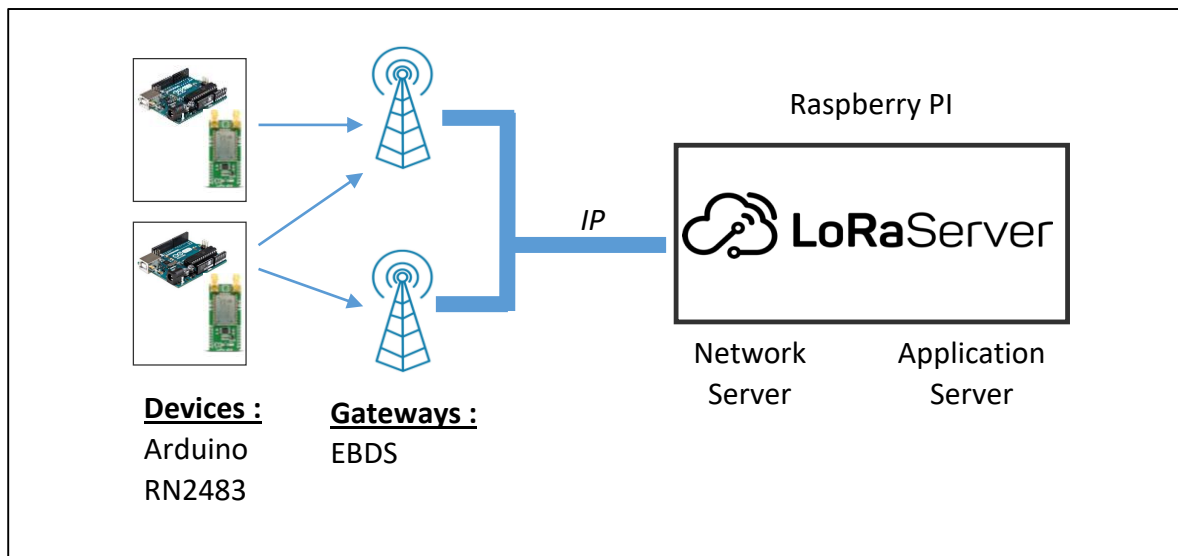 Raspberry PI
IP
LoRaServer
Network
Server
Application
Server
Devices :
Arduino
RN2483
Gateways :
EBDS